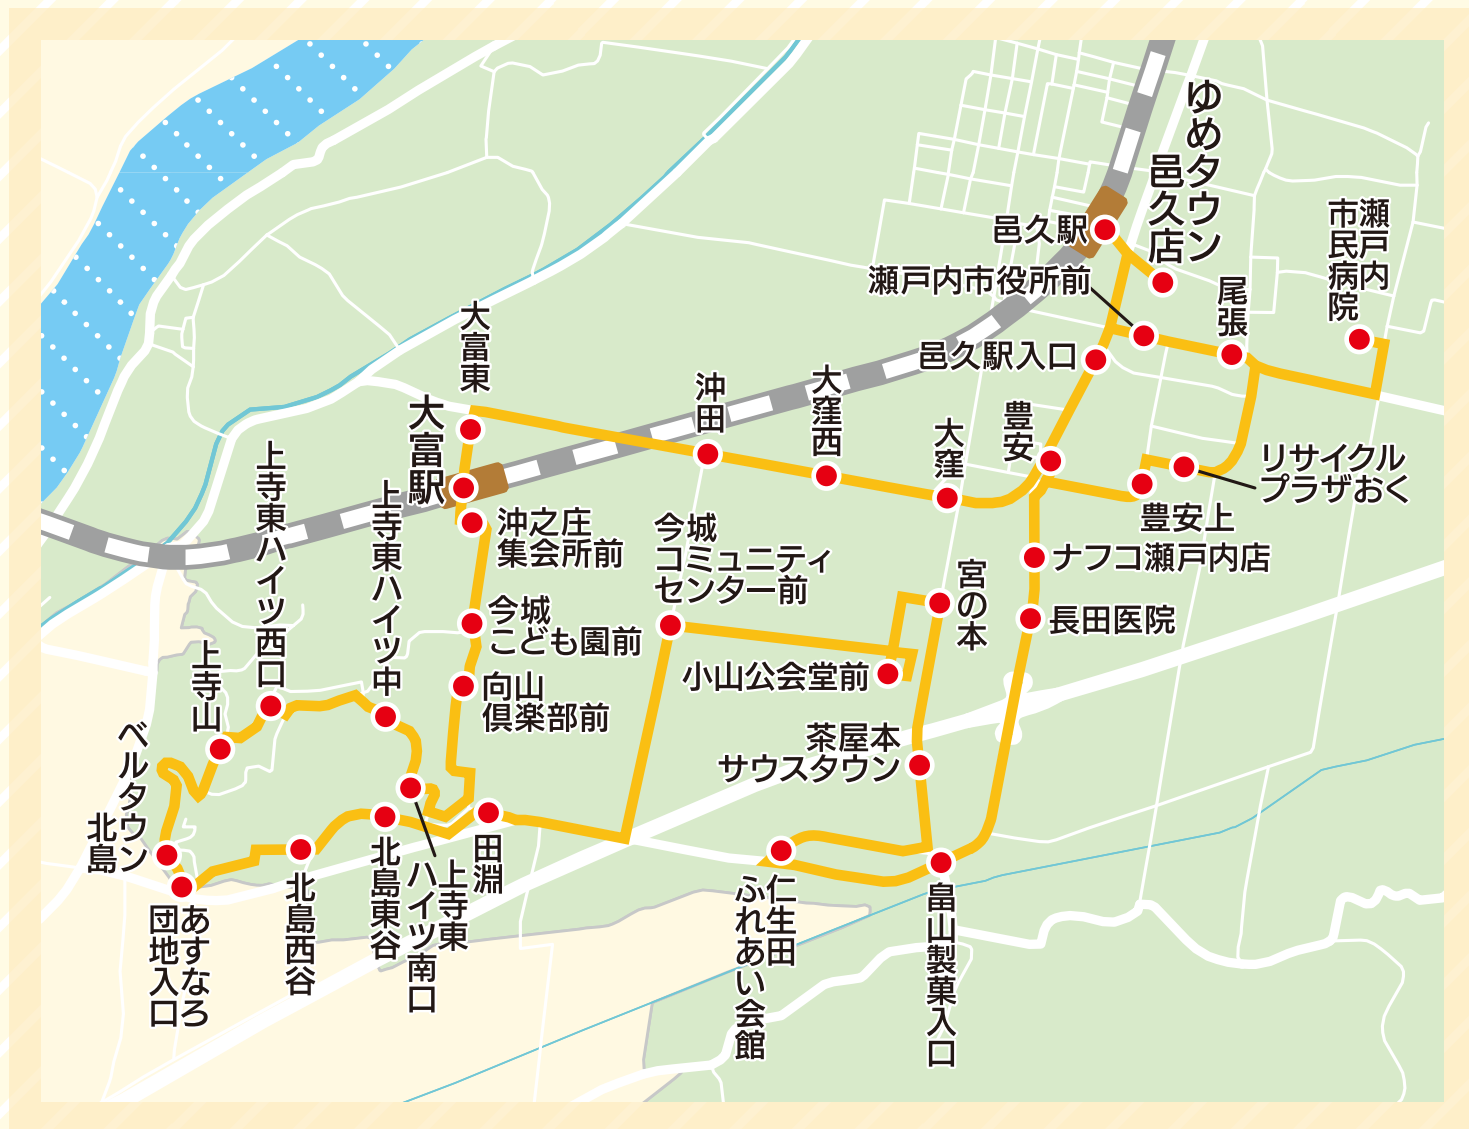 ゆめタウン
邑久店
邑久駅
瀬戸内市役所前
尾張
瀬戸内
市民病院
邑久駅入口
豊安
リサイクル
プラザおく
豊安上
ナフコ瀬戸内店
長田医院
大窪
大窪西
沖田
大富東
大富駅
沖之庄
集会所前
今城
こども園前
向山
倶楽部前
今城
コミュニティ
センター前
宮の本
小山公会堂前
茶屋本
サウスタウン
畠山製菓入口
仁生田
ふれあい会館
田淵
上寺東
ハイツ南口
上寺東ハイツ中
上寺東ハイツ西口
上寺山
ベルタウン
北島
あすなろ
団地入口
北島西谷
北島東谷